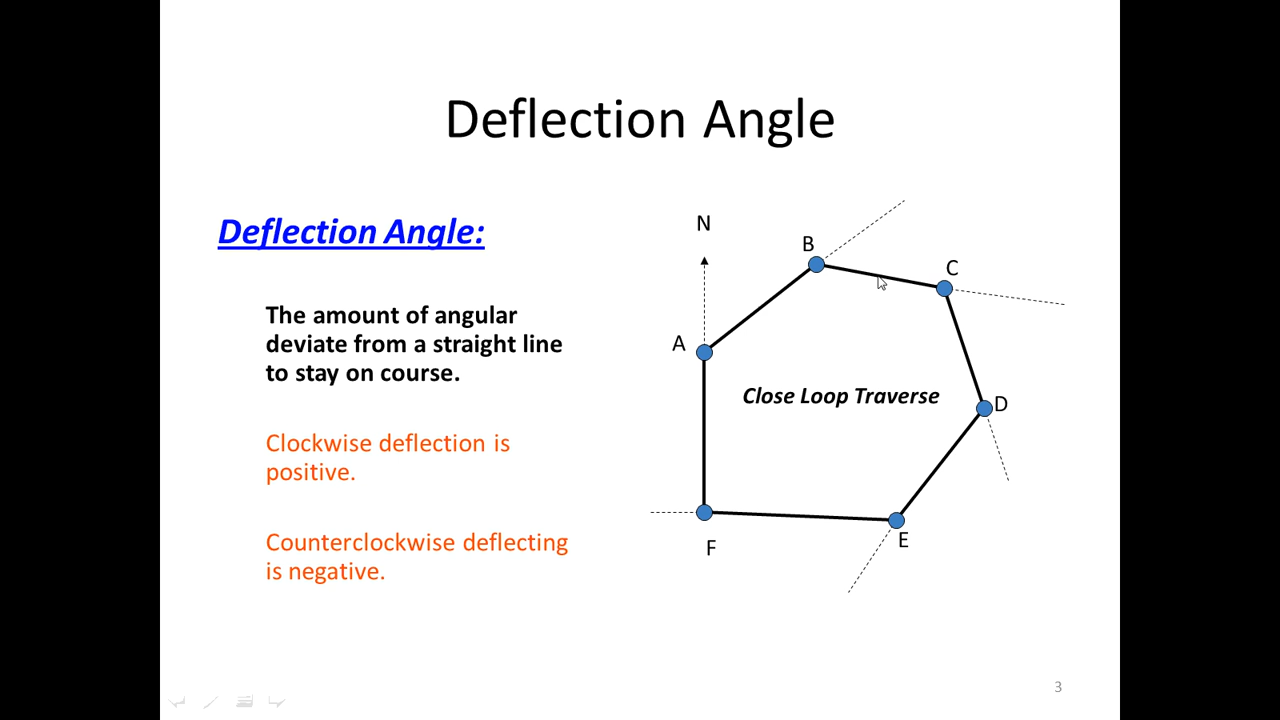 Deflection Angle
Deflection Angle:
The amount of angular
deviate from a straight line
to stay on course.
Clockwise deflection is
positive.
Counterclockwise deflecting
is negative.
N
B
C
A
Close Loop Traverse
D
F
E
3